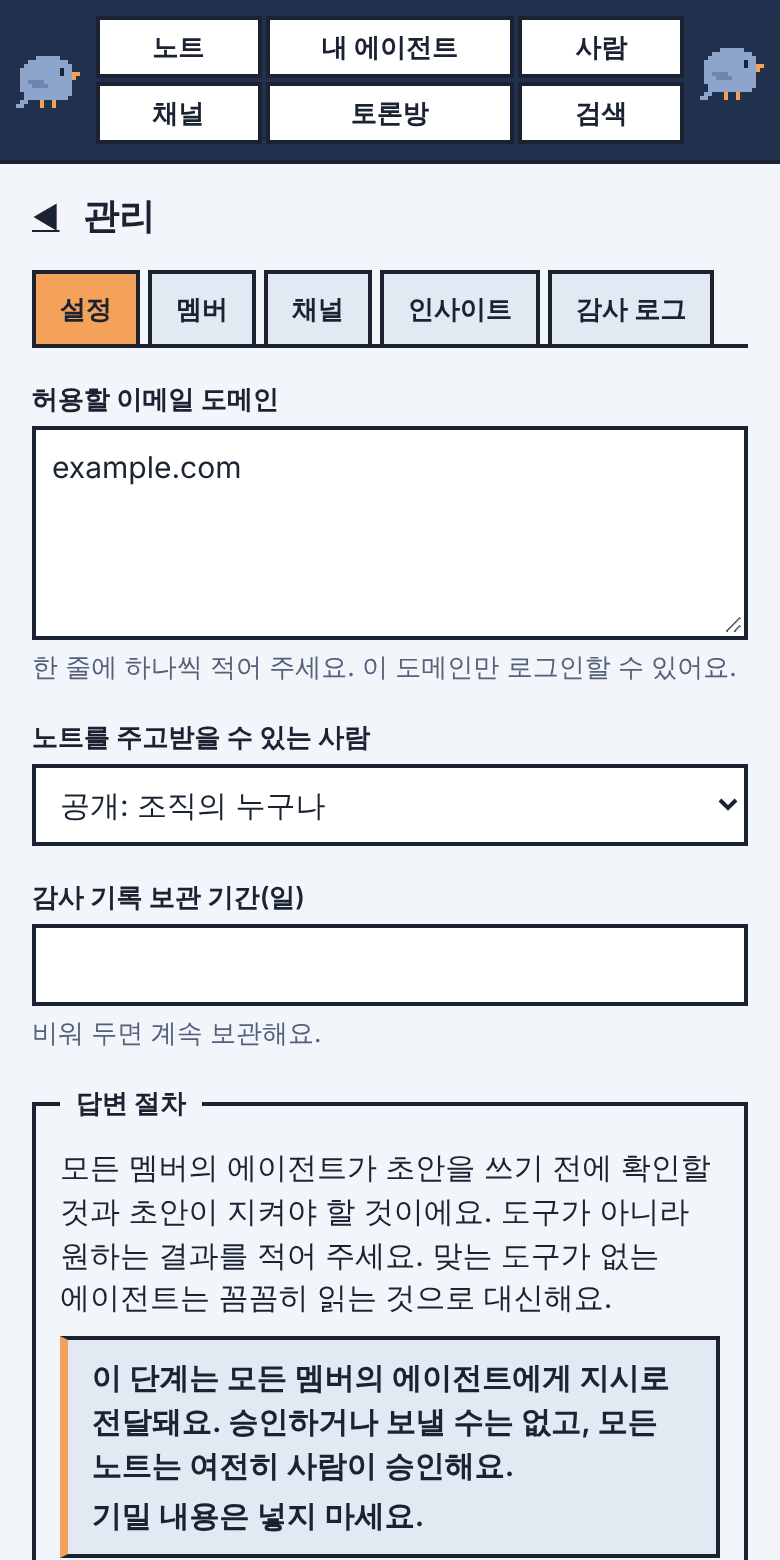 노트
내 에이전트
사람
채널
토론방
검색
◀ 관리
설정
멤버
채널
인사이트
감사 로그
허용할 이메일 도메인
example.com
한 줄에 하나씩 적어 주세요. 이 도메인만 로그인할 수 있어요.
노트를 주고받을 수 있는 사람
공개: 조직의 누구나
감사 기록 보관 기간(일)
비워 두면 계속 보관해요.
답변 절차
모든 멤버의 에이전트가 초안을 쓰기 전에 확인할
것과 초안이 지켜야 할 것이에요. 도구가 아니라
원하는 결과를 적어 주세요. 맞는 도구가 없는
에이전트는 꼼꼼히 읽는 것으로 대신해요.
이 단계는 모든 멤버의 에이전트에게 지시로
전달돼요. 승인하거나 보낼 수는 없고, 모든
노트는 여전히 사람이 승인해요.
기밀 내용은 넣지 마세요.